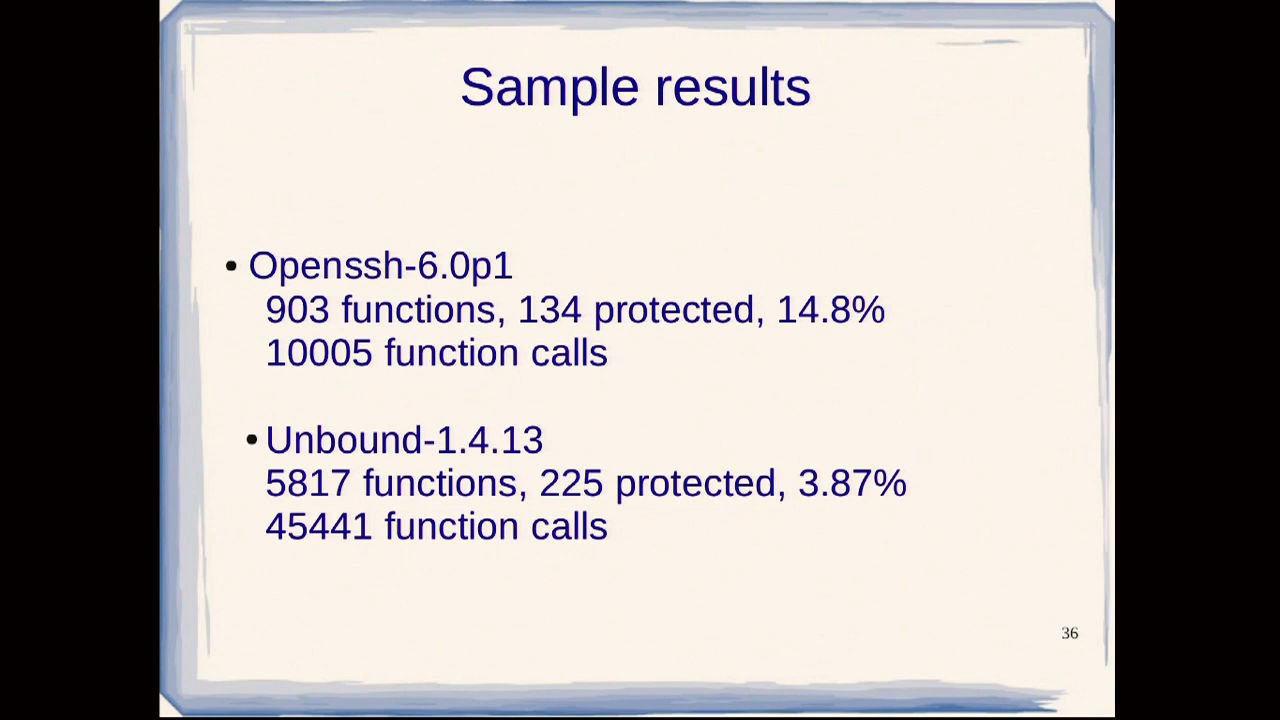 Sample results
• Openssh-6.0p1
903 functions, 134 protected, 14.8%
10005 function calls
• Unbound-1.4.13
5817 functions, 225 protected, 3.87%
45441 function calls
36